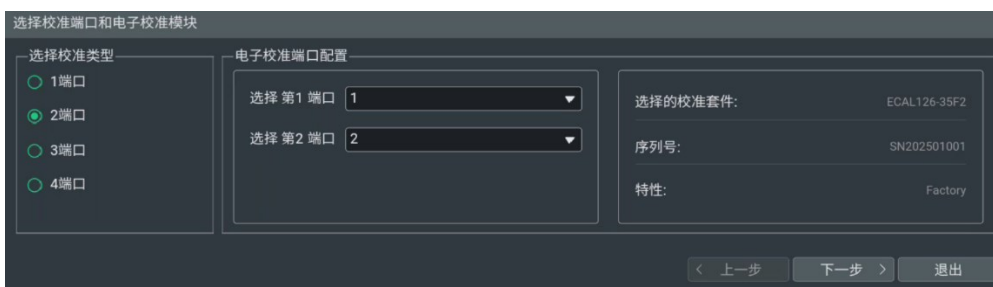 选择校准端口和电子校准模块
选择校准类型
1端口
2端口
3端口
4端口
电子校准端口配置
选择 第1 端口 1
选择 第2 端口 2
选择的校准套件: ECAL126-35F2
序列号: SN202501001
特性: Factory
< 上一步 下一步 > 退出